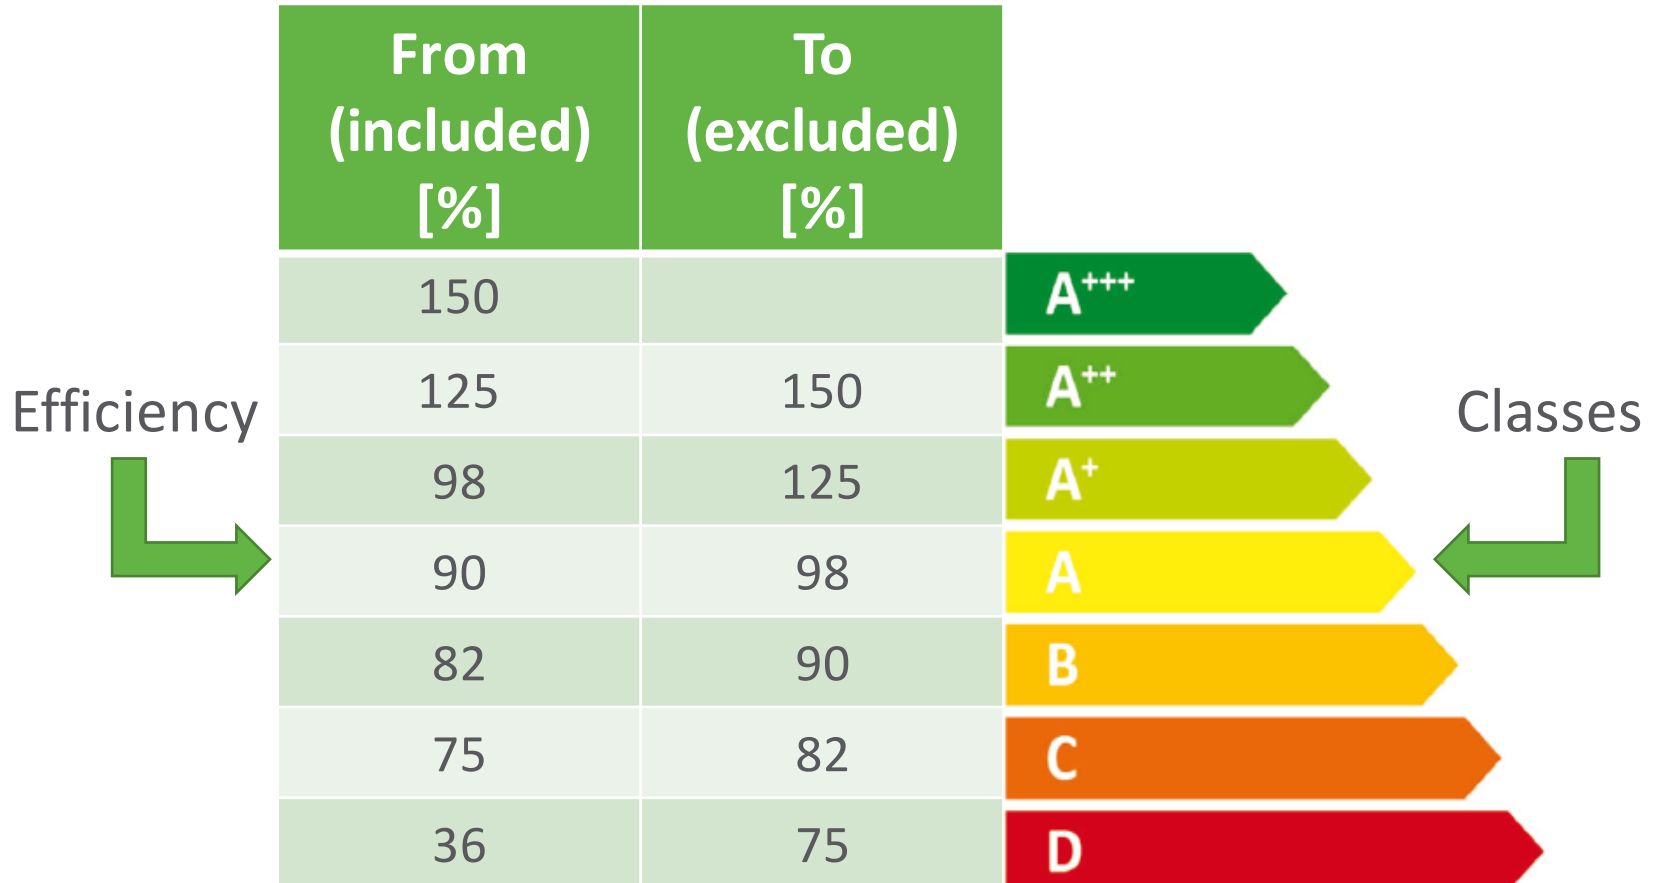 From
(included)
[%]
To
(excluded)
[%]
150
A+++
125
150
A++
98
125
A+
90
98
A
82
90
B
75
82
C
36
75
D
Efficiency
Classes